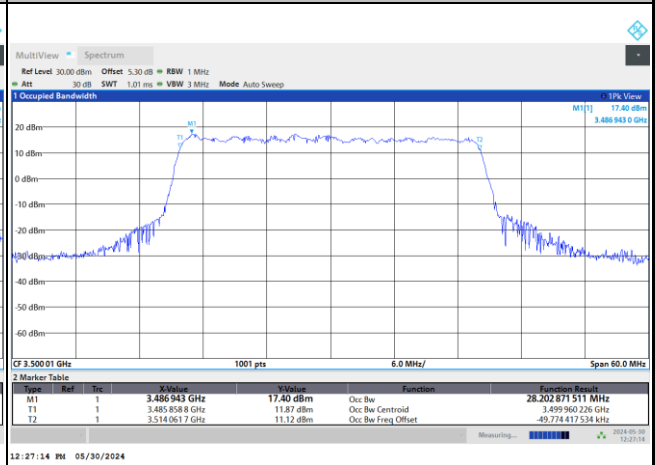 MultiView Spectrum
Ref Level 30.00 dBm Offset 5.30 dB RBW 1 MHz
Att 30 dB SWT 1.01 ms VBW 3 MHz Mode Auto Sweep
1 Occupied Bandwidth 1Pk View
M1[1] 17.40 dBm
3.486 943 0 GHz
M1
T1
T2
20 dBm
10 dBm
0 dBm
-10 dBm
-20 dBm
-30 dBm
-40 dBm
-50 dBm
-60 dBm
CF 3.500 01 GHz 1001 pts 6.0 MHz/ Span 60.0 MHz
2 Marker Table
Type Ref Trc X-Value Y-Value Function Function Result
M1 1 3.486 943 GHz 17.40 dBm Occ Bw 28.202 871 511 MHz
T1 1 3.485 858 8 GHz 11.87 dBm Occ Bw Centroid 3.499 960 226 GHz
T2 1 3.514 061 7 GHz 11.12 dBm Occ Bw Freq Offset -49.774 417 534 kHz
Measuring... 2024-05-30
12:27:14
12:27:14 PM 05/30/2024